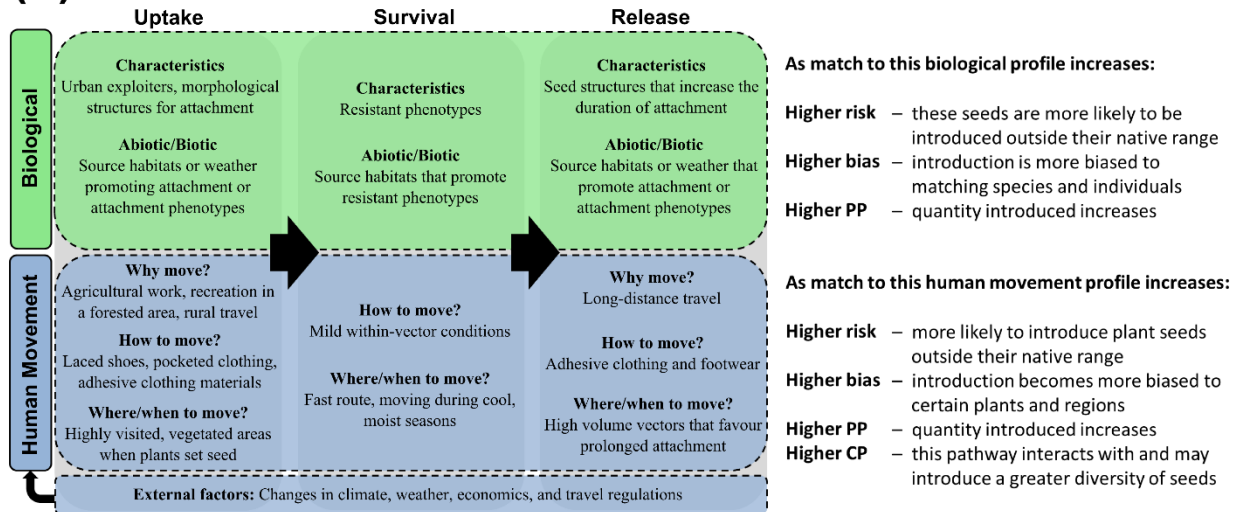 Uptake
Survival
Release
Biological
Characteristics
Urban exploiters, morphological
structures for attachment
Abiotic/Biotic
Source habitats or weather
promoting attachment or
attachment phenotypes
Characteristics
Resistant phenotypes
Abiotic/Biotic
Source habitats that promote
resistant phenotypes
Characteristics
Seed structures that increase the
duration of attachment
Abiotic/Biotic
Source habitats or weather that
promote attachment or
attachment phenotypes
As match to this biological profile increases:
Higher risk – these seeds are more likely to be
introduced outside their native range
Higher bias – introduction is more biased to
matching species and individuals
Higher PP – quantity introduced increases
Human Movement
Why move?
Agricultural work, recreation in
a forested area, rural travel
How to move?
Laced shoes, pocketed clothing,
adhesive clothing materials
Where/when to move?
Highly visited, vegetated areas
when plants set seed
How to move?
Mild within-vector conditions
Where/when to move?
Fast route, moving during cool,
moist seasons
Why move?
Long-distance travel
How to move?
Adhesive clothing and footwear
Where/when to move?
High volume vectors that favour
prolonged attachment
As match to this human movement profile increases:
Higher risk – more likely to introduce plant seeds
outside their native range
Higher bias – introduction becomes more biased to
certain plants and regions
Higher PP – quantity introduced increases
Higher CP – this pathway interacts with and may
introduce a greater diversity of seeds
External factors: Changes in climate, weather, economics, and travel regulations